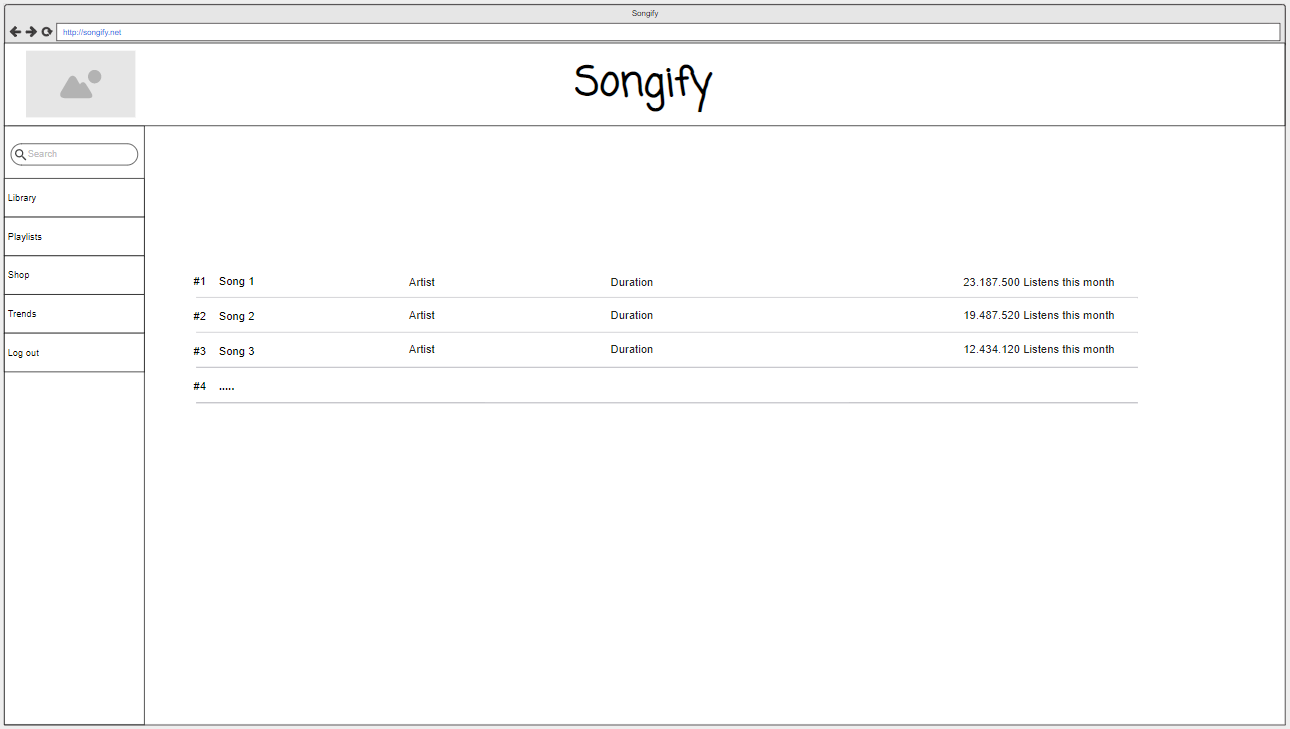 Songify
http://songify.net
Songify
Search
Library
Playlists
Shop
Trends
Log out
#1 Song 1 Artist Duration 23.187.500 Listens this month
#2 Song 2 Artist Duration 19.487.520 Listens this month
#3 Song 3 Artist Duration 12.434.120 Listens this month
#4 .....